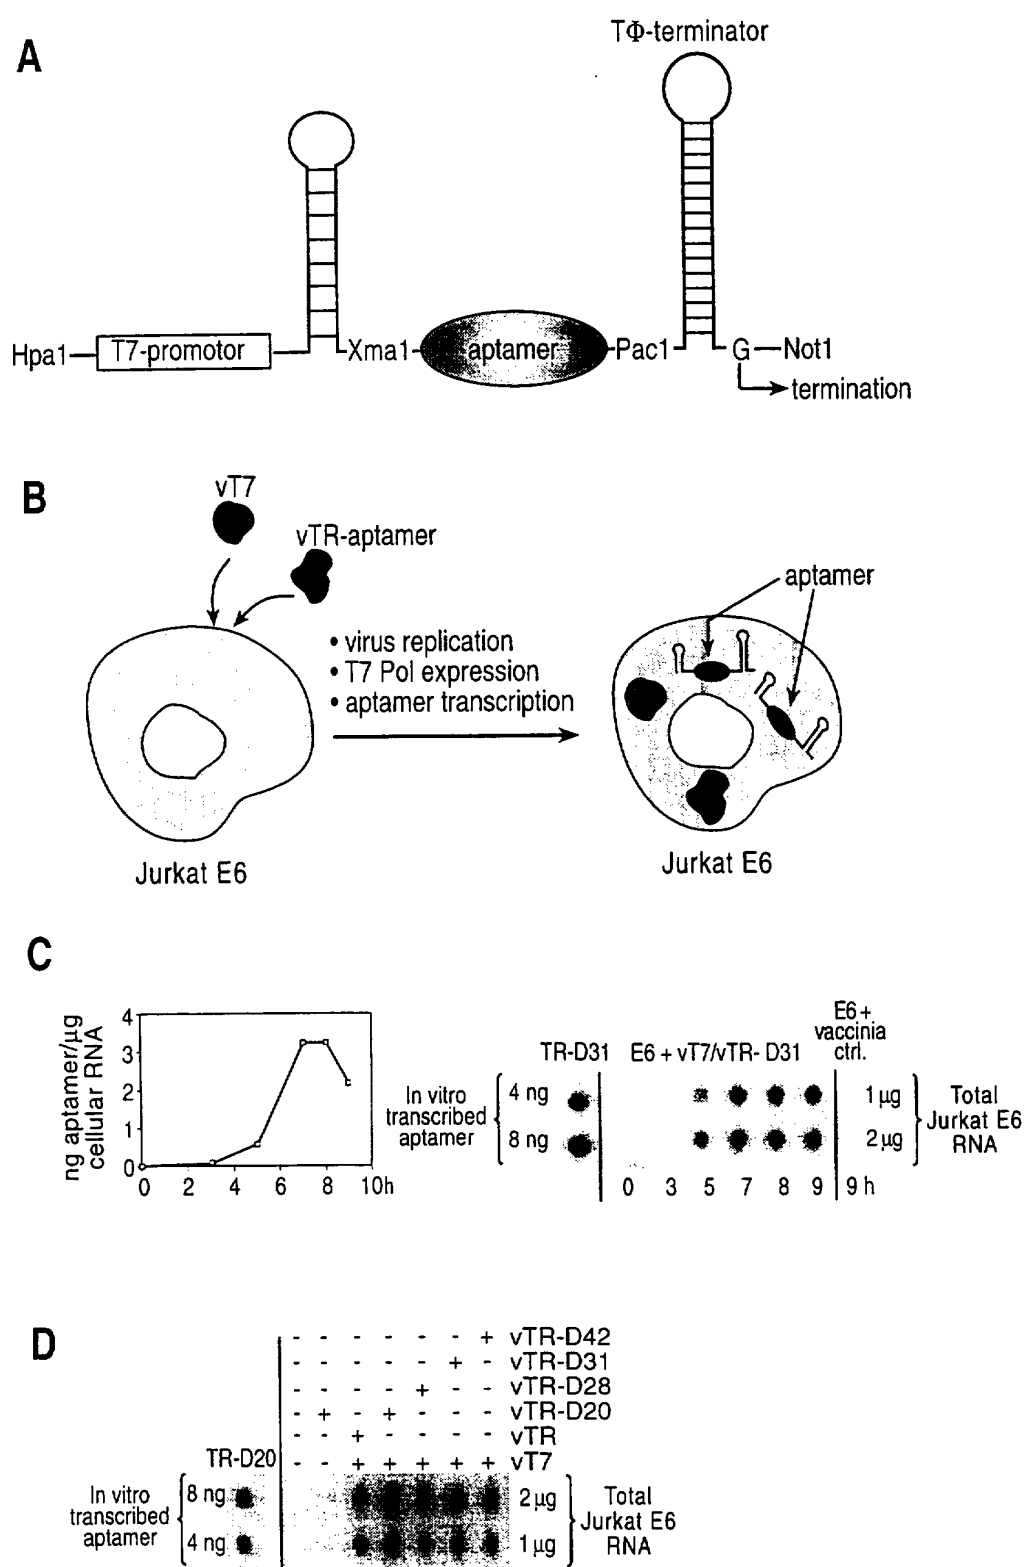 A
TΦ-terminator
Hpa1
T7-promotor
Xma1
aptamer
Pac1
G
Not1
termination
B
vT7
vTR-aptamer
• virus replication
• T7 Pol expression
• aptamer transcription
aptamer
Jurkat E6
Jurkat E6
C
ng aptamer/µg
cellular RNA
4
3
2
1
0
0 2 4 6 8 10h
In vitro
transcribed
aptamer
TR-D31
4 ng
8 ng
E6 + vT7/vTR- D31
0 3 5 7 8 9
E6 +
vaccinia
ctrl.
9 h
1 µg
2 µg
Total
Jurkat E6
RNA
D
- - - - - - + vTR-D42
- - - - - + - vTR-D31
- - - - + - - vTR-D28
- + - + - - - vTR-D20
- - + - - - - vTR
- - + + + + + vT7
TR-D20
In vitro
transcribed
aptamer
8 ng
4 ng
2 µg
1 µg
Total
Jurkat E6
RNA